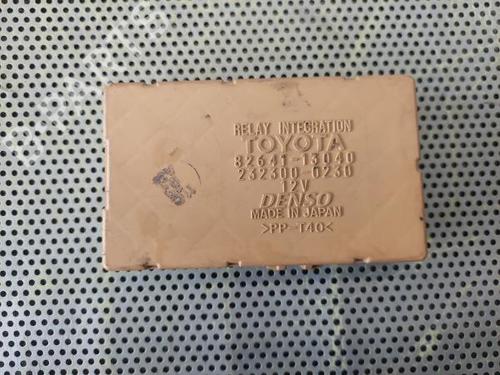 RELAY INTEGRATION
TOYOTA
82641-13040
232300-0230
12V
DENSO
MADE IN JAPAN
>PP-T40<